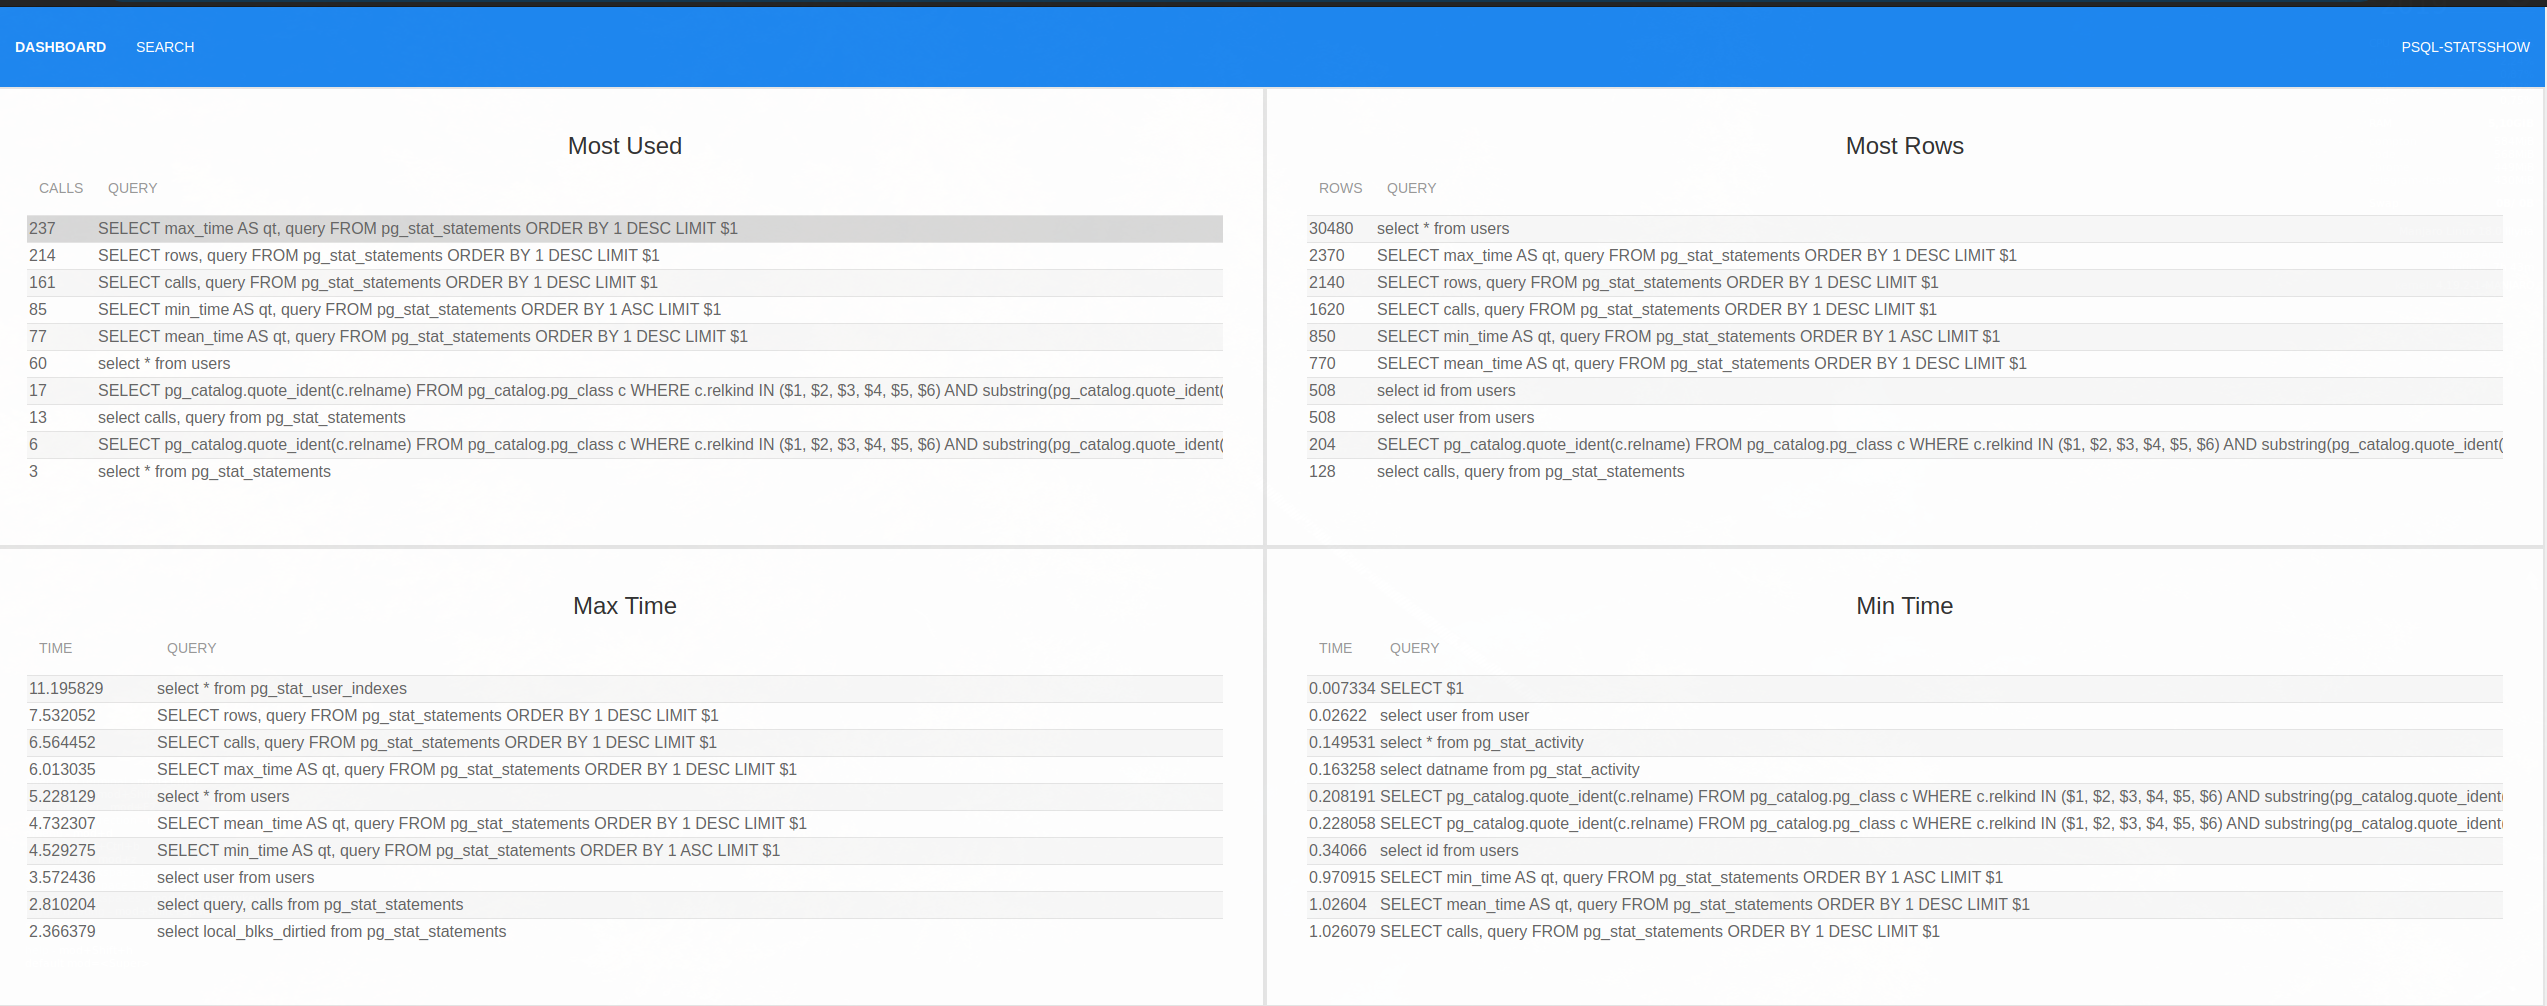 DASHBOARD SEARCH PSQL-STATSSHOW
Most Used
CALLS QUERY
237 SELECT max_time AS qt, query FROM pg_stat_statements ORDER BY 1 DESC LIMIT $1
214 SELECT rows, query FROM pg_stat_statements ORDER BY 1 DESC LIMIT $1
161 SELECT calls, query FROM pg_stat_statements ORDER BY 1 DESC LIMIT $1
85 SELECT min_time AS qt, query FROM pg_stat_statements ORDER BY 1 ASC LIMIT $1
77 SELECT mean_time AS qt, query FROM pg_stat_statements ORDER BY 1 DESC LIMIT $1
60 select * from users
17 SELECT pg_catalog.quote_ident(c.relname) FROM pg_catalog.pg_class c WHERE c.relkind IN ($1, $2, $3, $4, $5, $6) AND substring(pg_catalog.quote_ident(
13 select calls, query from pg_stat_statements
6 SELECT pg_catalog.quote_ident(c.relname) FROM pg_catalog.pg_class c WHERE c.relkind IN ($1, $2, $3, $4, $5, $6) AND substring(pg_catalog.quote_ident(
3 select * from pg_stat_statements
Most Rows
ROWS QUERY
30480 select * from users
2370 SELECT max_time AS qt, query FROM pg_stat_statements ORDER BY 1 DESC LIMIT $1
2140 SELECT rows, query FROM pg_stat_statements ORDER BY 1 DESC LIMIT $1
1620 SELECT calls, query FROM pg_stat_statements ORDER BY 1 DESC LIMIT $1
850 SELECT min_time AS qt, query FROM pg_stat_statements ORDER BY 1 ASC LIMIT $1
770 SELECT mean_time AS qt, query FROM pg_stat_statements ORDER BY 1 DESC LIMIT $1
508 select id from users
508 select user from users
204 SELECT pg_catalog.quote_ident(c.relname) FROM pg_catalog.pg_class c WHERE c.relkind IN ($1, $2, $3, $4, $5, $6) AND substring(pg_catalog.quote_ident(
128 select calls, query from pg_stat_statements
Max Time
TIME QUERY
11.195829 select * from pg_stat_user_indexes
7.532052 SELECT rows, query FROM pg_stat_statements ORDER BY 1 DESC LIMIT $1
6.564452 SELECT calls, query FROM pg_stat_statements ORDER BY 1 DESC LIMIT $1
6.013035 SELECT max_time AS qt, query FROM pg_stat_statements ORDER BY 1 DESC LIMIT $1
5.228129 select * from users
4.732307 SELECT mean_time AS qt, query FROM pg_stat_statements ORDER BY 1 DESC LIMIT $1
4.529275 SELECT min_time AS qt, query FROM pg_stat_statements ORDER BY 1 ASC LIMIT $1
3.572436 select user from users
2.810204 select query, calls from pg_stat_statements
2.366379 select local_blks_dirtied from pg_stat_statements
Min Time
TIME QUERY
0.007334 SELECT $1
0.02622 select user from user
0.149531 select * from pg_stat_activity
0.163258 select datname from pg_stat_activity
0.208191 SELECT pg_catalog.quote_ident(c.relname) FROM pg_catalog.pg_class c WHERE c.relkind IN ($1, $2, $3, $4, $5, $6) AND substring(pg_catalog.quote_ident(
0.228058 SELECT pg_catalog.quote_ident(c.relname) FROM pg_catalog.pg_class c WHERE c.relkind IN ($1, $2, $3, $4, $5, $6) AND substring(pg_catalog.quote_ident(
0.34066 select id from users
0.970915 SELECT min_time AS qt, query FROM pg_stat_statements ORDER BY 1 ASC LIMIT $1
1.02604 SELECT mean_time AS qt, query FROM pg_stat_statements ORDER BY 1 DESC LIMIT $1
1.026079 SELECT calls, query FROM pg_stat_statements ORDER BY 1 DESC LIMIT $1